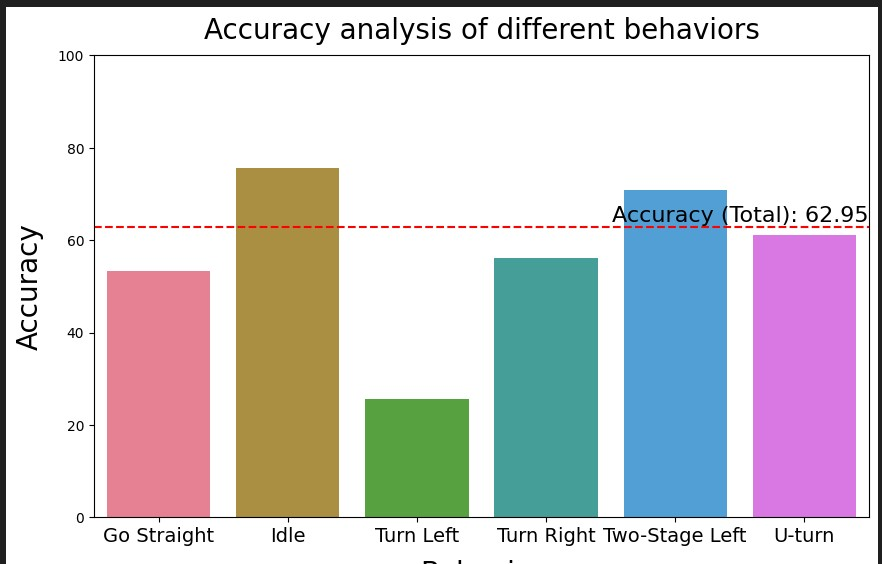 Accuracy analysis of different behaviors
100
80
60
40
20
0
Accuracy
Accuracy (Total): 62.95
Go Straight Idle Turn Left Turn Right Two-Stage Left U-turn